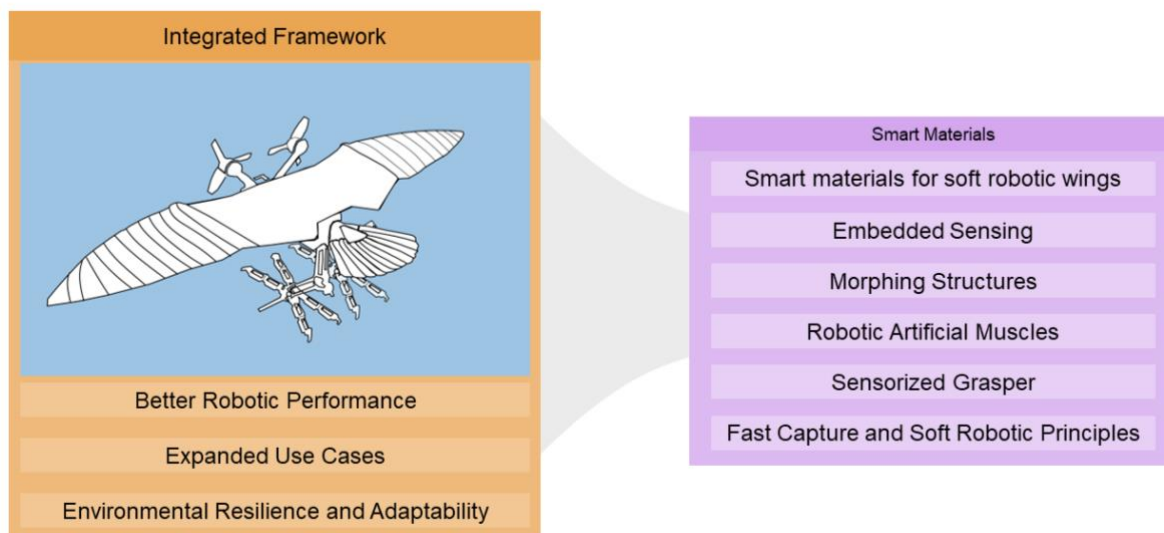 Integrated Framework
Better Robotic Performance
Expanded Use Cases
Environmental Resilience and Adaptability
Smart Materials
Smart materials for soft robotic wings
Embedded Sensing
Morphing Structures
Robotic Artificial Muscles
Sensorized Grasper
Fast Capture and Soft Robotic Principles